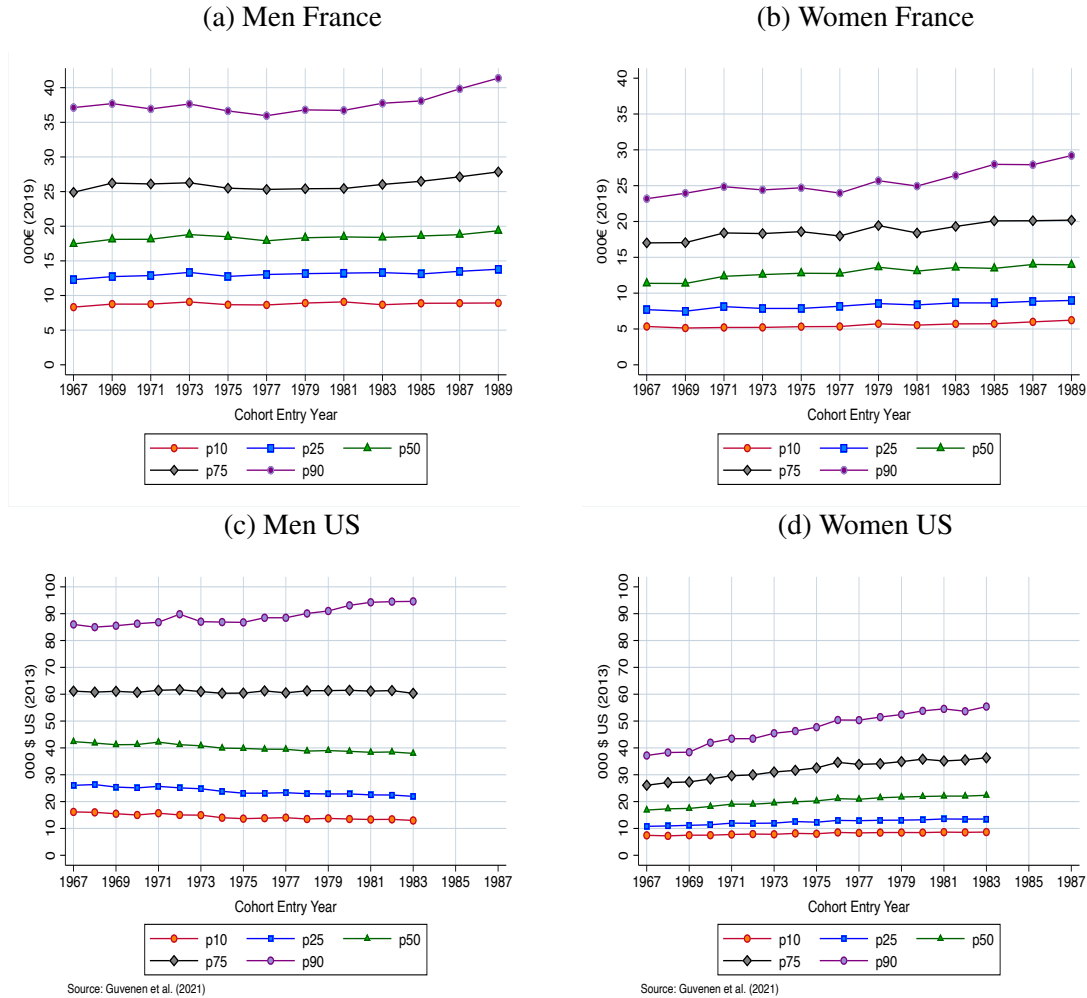 (a) Men France
(b) Women France
000€ (2019)
0 5 10 15 20 25 30 35 40
1967 1969 1971 1973 1975 1977 1979 1981 1983 1985 1987 1989
Cohort Entry Year
p10 p25 p50
p75 p90
000€ (2019)
0 5 10 15 20 25 30 35 40
1967 1969 1971 1973 1975 1977 1979 1981 1983 1985 1987 1989
Cohort Entry Year
p10 p25 p50
p75 p90
(c) Men US
(d) Women US
000 $ US (2013)
0 10 20 30 40 50 60 70 80 90 100
1967 1969 1971 1973 1975 1977 1979 1981 1983 1985 1987
Cohort Entry Year
p10 p25 p50
p75 p90
Source: Guvenen et al. (2021)
000 $ US (2013)
0 10 20 30 40 50 60 70 80 90 100
1967 1969 1971 1973 1975 1977 1979 1981 1983 1985 1987
Cohort Entry Year
p10 p25 p50
p75 p90
Source: Guvenen et al. (2021)